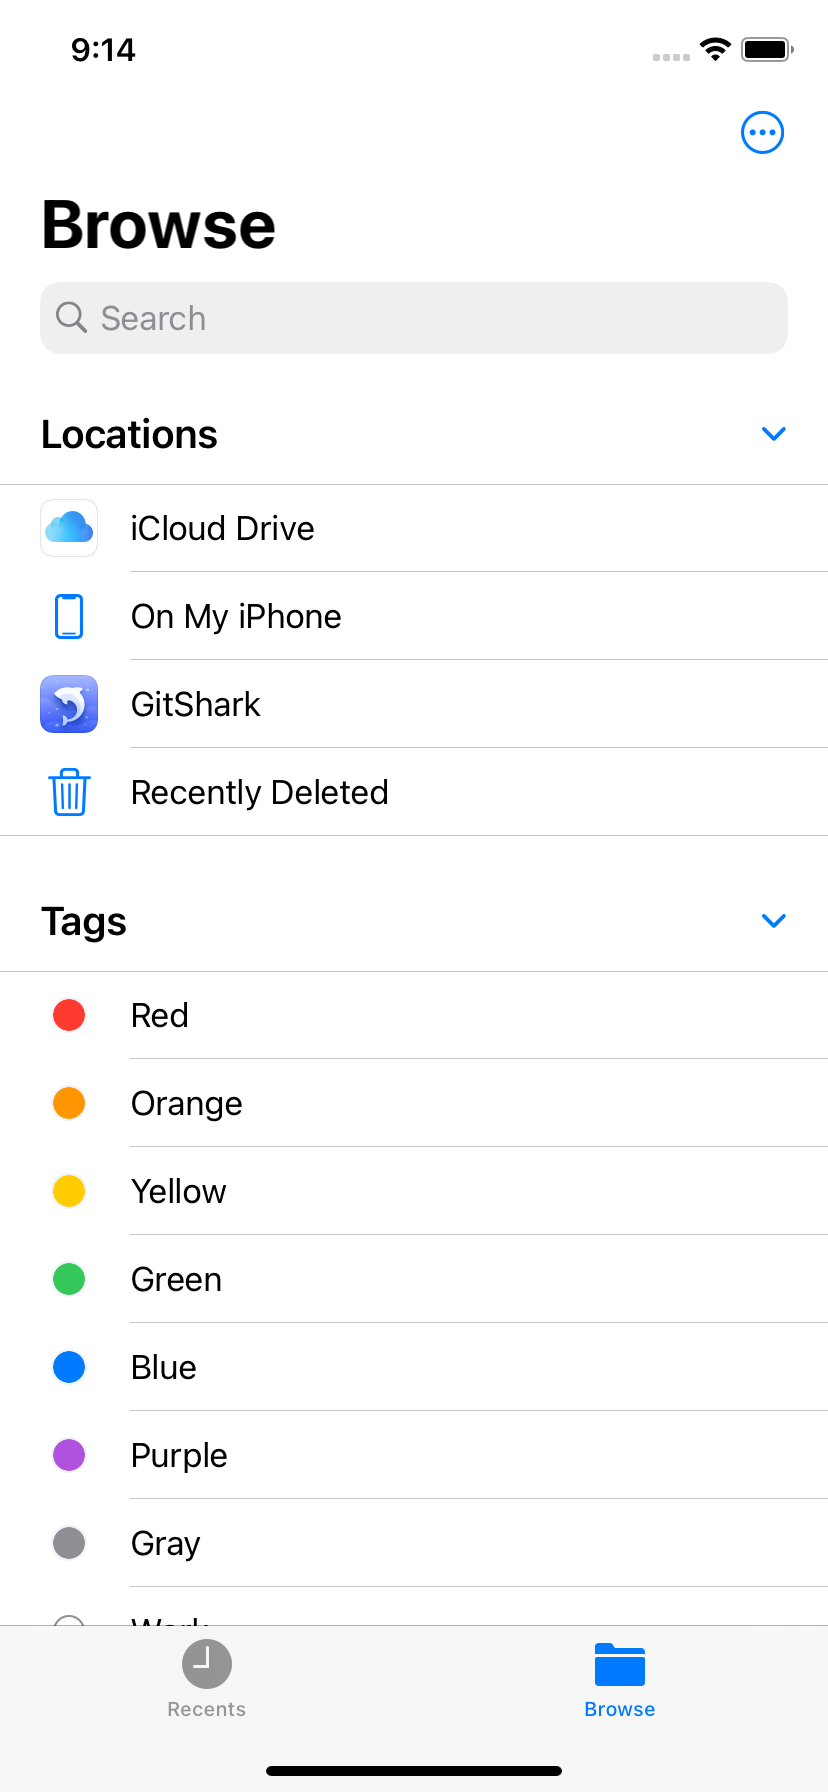 9:14
Browse
Search
Locations
iCloud Drive
On My iPhone
GitShark
Recently Deleted
Tags
Red
Orange
Yellow
Green
Blue
Purple
Gray
Work
Recents
Browse